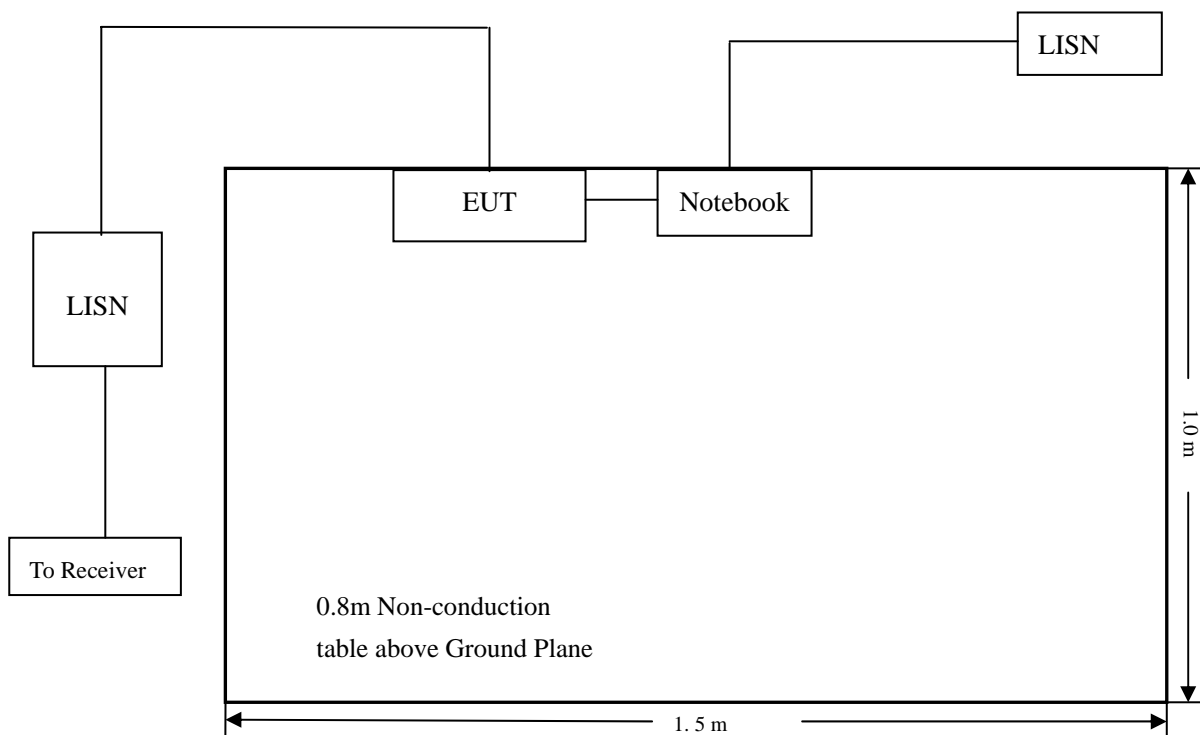 LISN
EUT
Notebook
LISN
1.0 m
To Receiver
0.8m Non-conduction
table above Ground Plane
1. 5 m